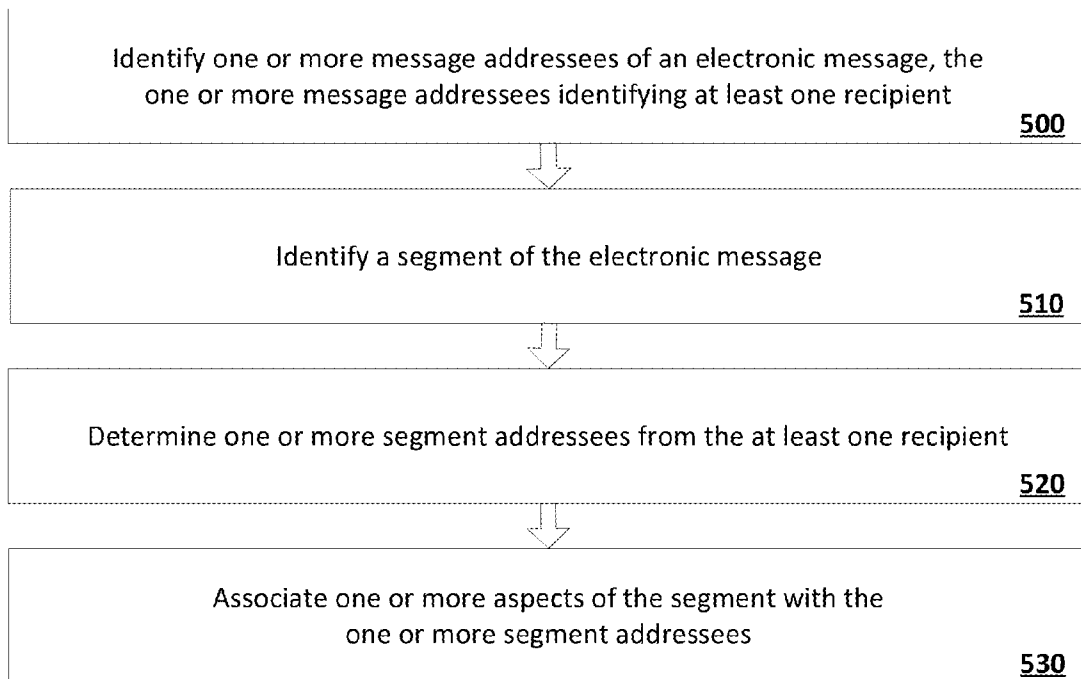 Identify one or more message addressees of an electronic message, the
one or more message addressees identifying at least one recipient
500
Identify a segment of the electronic message
510
Determine one or more segment addressees from the at least one recipient
520
Associate one or more aspects of the segment with the
one or more segment addressees
530